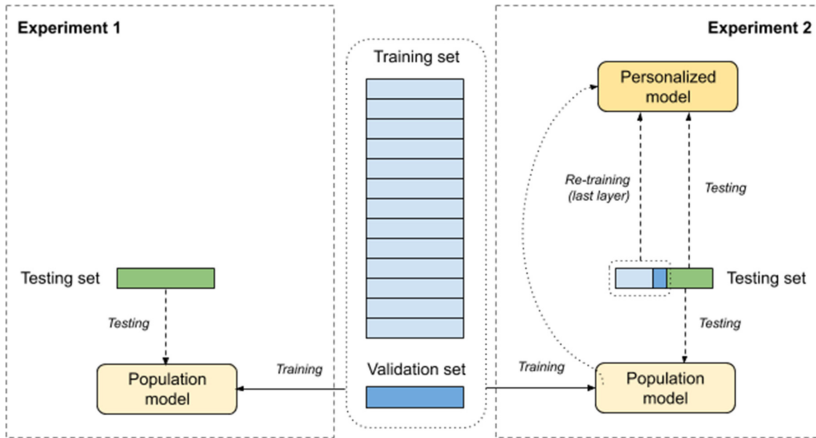 Experiment 1
Training set
Experiment 2
Personalized
model
Re-training
(last layer)
Testing
Testing set
Testing set
Testing
Testing
Population
model
Training
Validation set
Training
Population
model